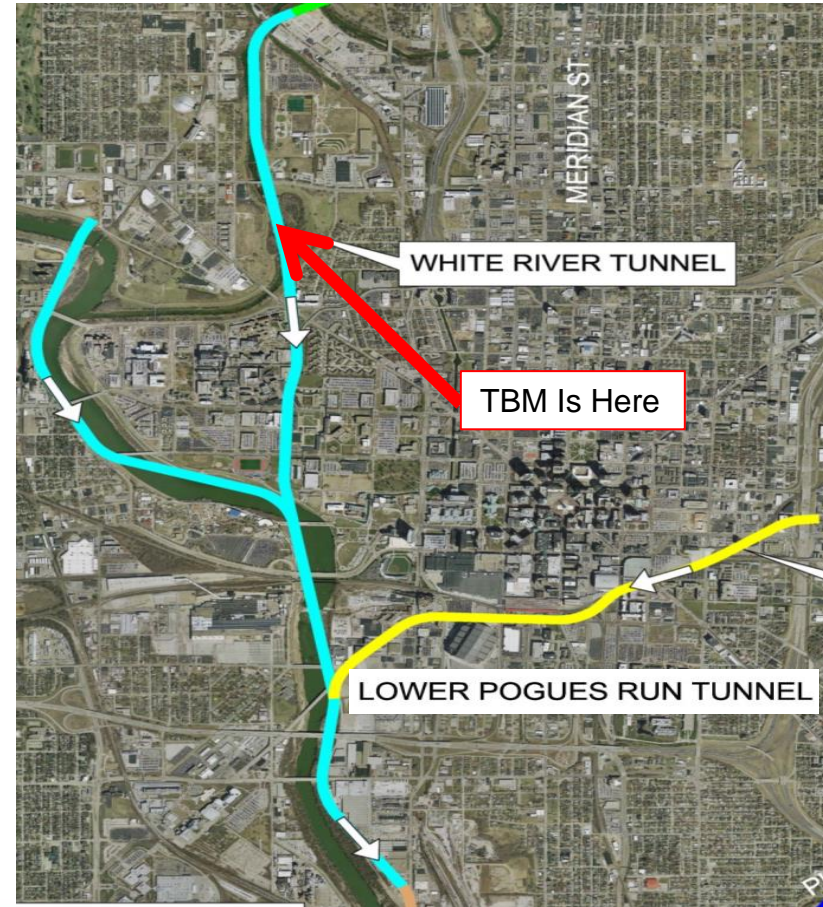 MERIDIAN ST
WHITE RIVER TUNNEL
TBM Is Here
LOWER POGUES RUN TUNNEL